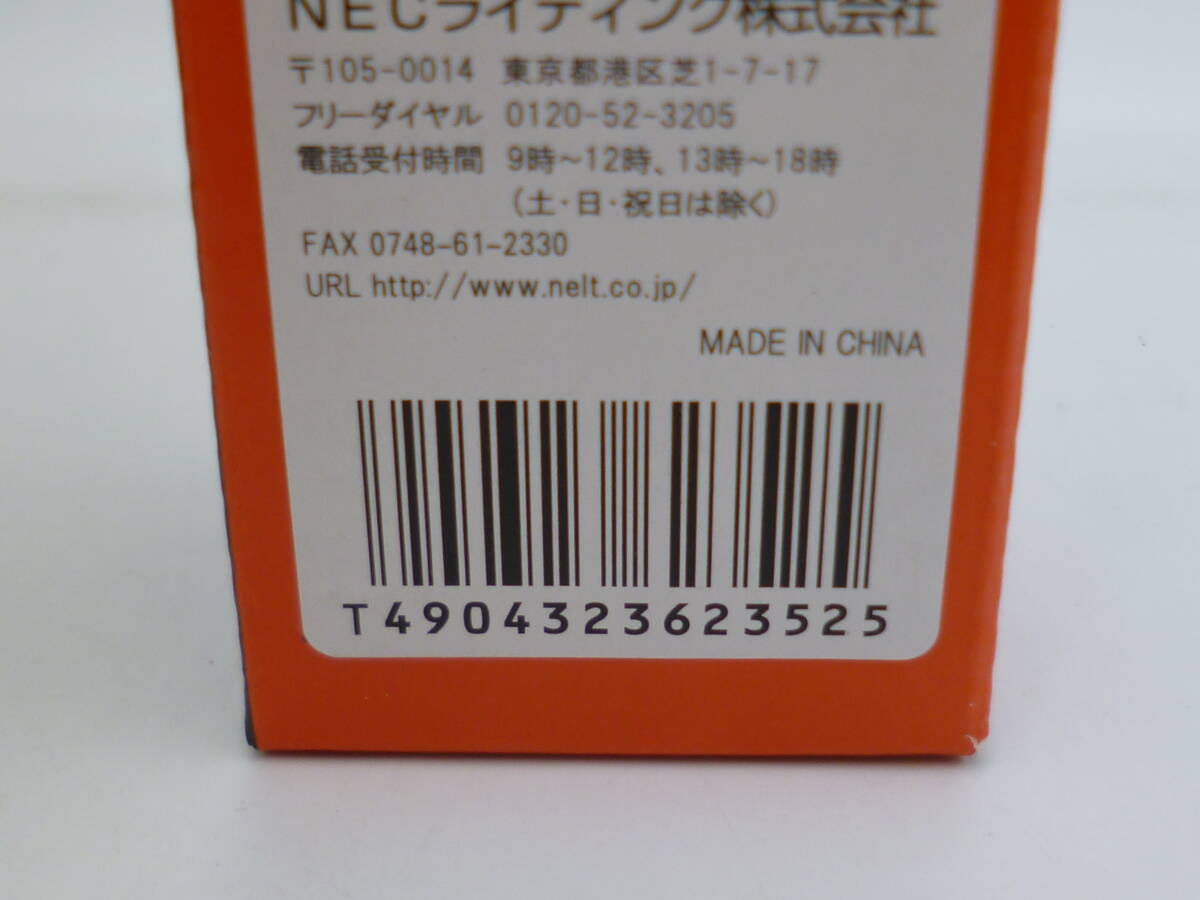 NECライティング株式会社
〒105-0014 東京都港区芝1-7-17
フリーダイヤル 0120-52-3205
電話受付時間 9時～12時、13時～18時
(土・日・祝日は除く)
FAX 0748-61-2330
URL http://www.nelt.co.jp/
MADE IN CHINA
T4904323623525